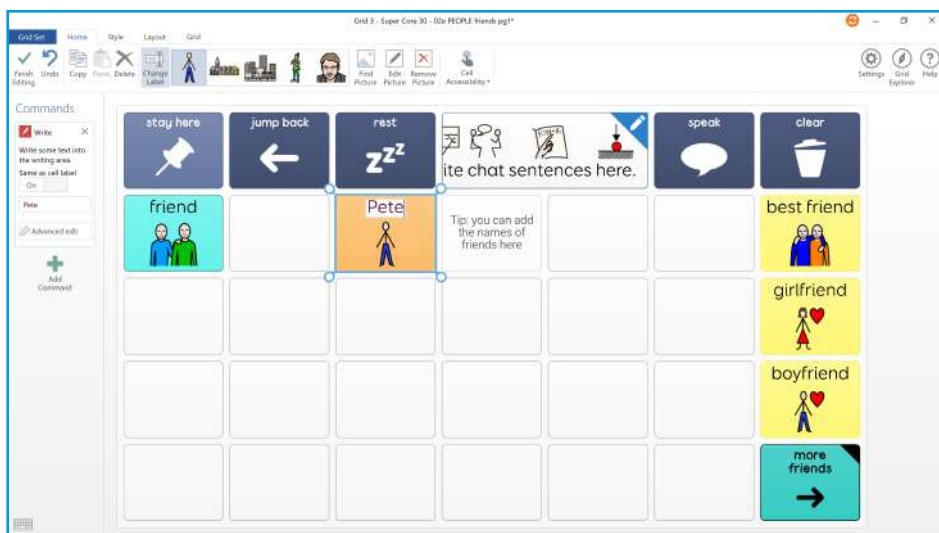 Grid 3 - Super Core 30 - 02e PEOPLE friends pg1*
Grid Set Home Style Layout Grid
Finish Editing
Undo
Copy
Paste
Delete
Change Label
Find Picture
Edit Picture
Remove Picture
Cell Accessibility
Settings
Grid Explorer
Help
Commands
Write
Write some text into
the writing area
Same as cell label
On
Pete
Advanced edit
Add
Command
stay here
jump back
rest
zzz
ite chat sentences here.
speak
clear
friend
Pete
Tip: you can add
the names of
friends here
best friend
girlfriend
boyfriend
more
friends